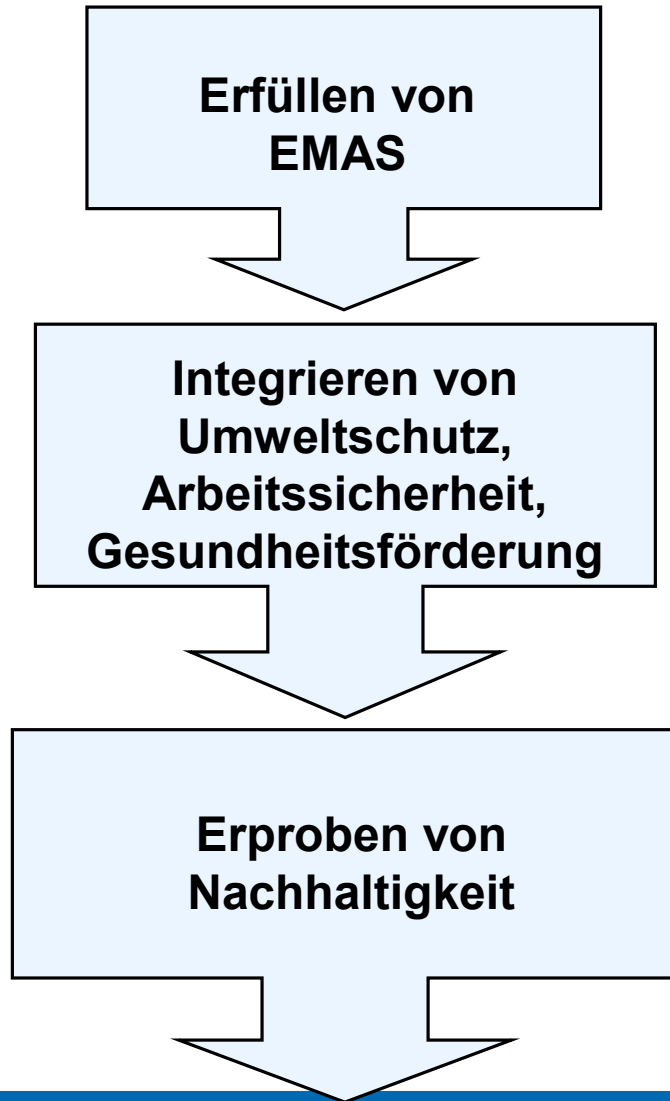 Erfüllen von
EMAS
Integrieren von
Umweltschutz,
Arbeitssicherheit,
Gesundheitsförderung
Erproben von
Nachhaltigkeit